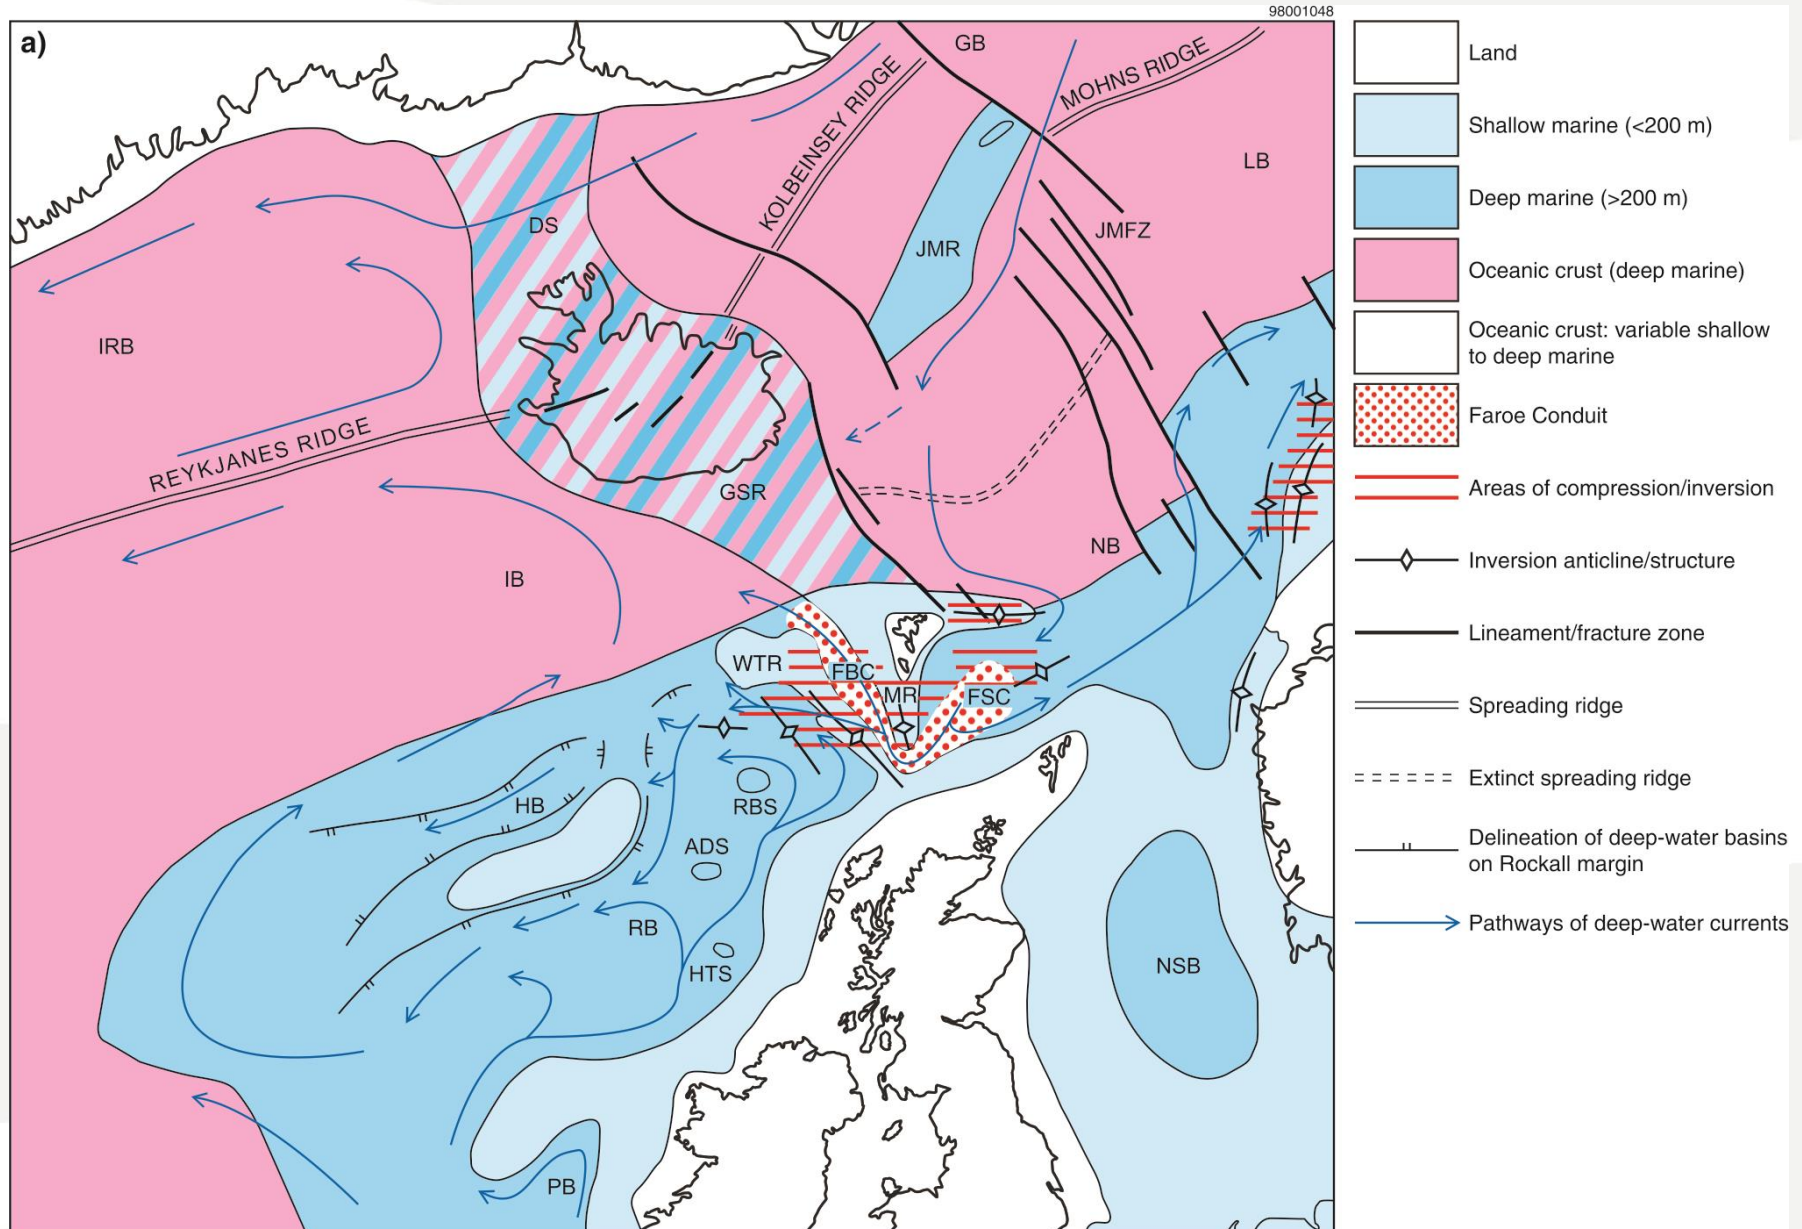 98001048
a)
GB
MOHNS RIDGE
KOLBEINSEY RIDGE
LB
DS
JMR
JMFZ
IRB
REYKJANES RIDGE
GSR
NB
IB
WTR
FBC
MR
FSC
HB
RBS
ADS
RB
HTS
NSB
PB
Land
Shallow marine (<200 m)
Deep marine (>200 m)
Oceanic crust (deep marine)
Oceanic crust: variable shallow
to deep marine
Faroe Conduit
Areas of compression/inversion
Inversion anticline/structure
Lineament/fracture zone
Spreading ridge
Extinct spreading ridge
Delineation of deep-water basins
on Rockall margin
Pathways of deep-water currents